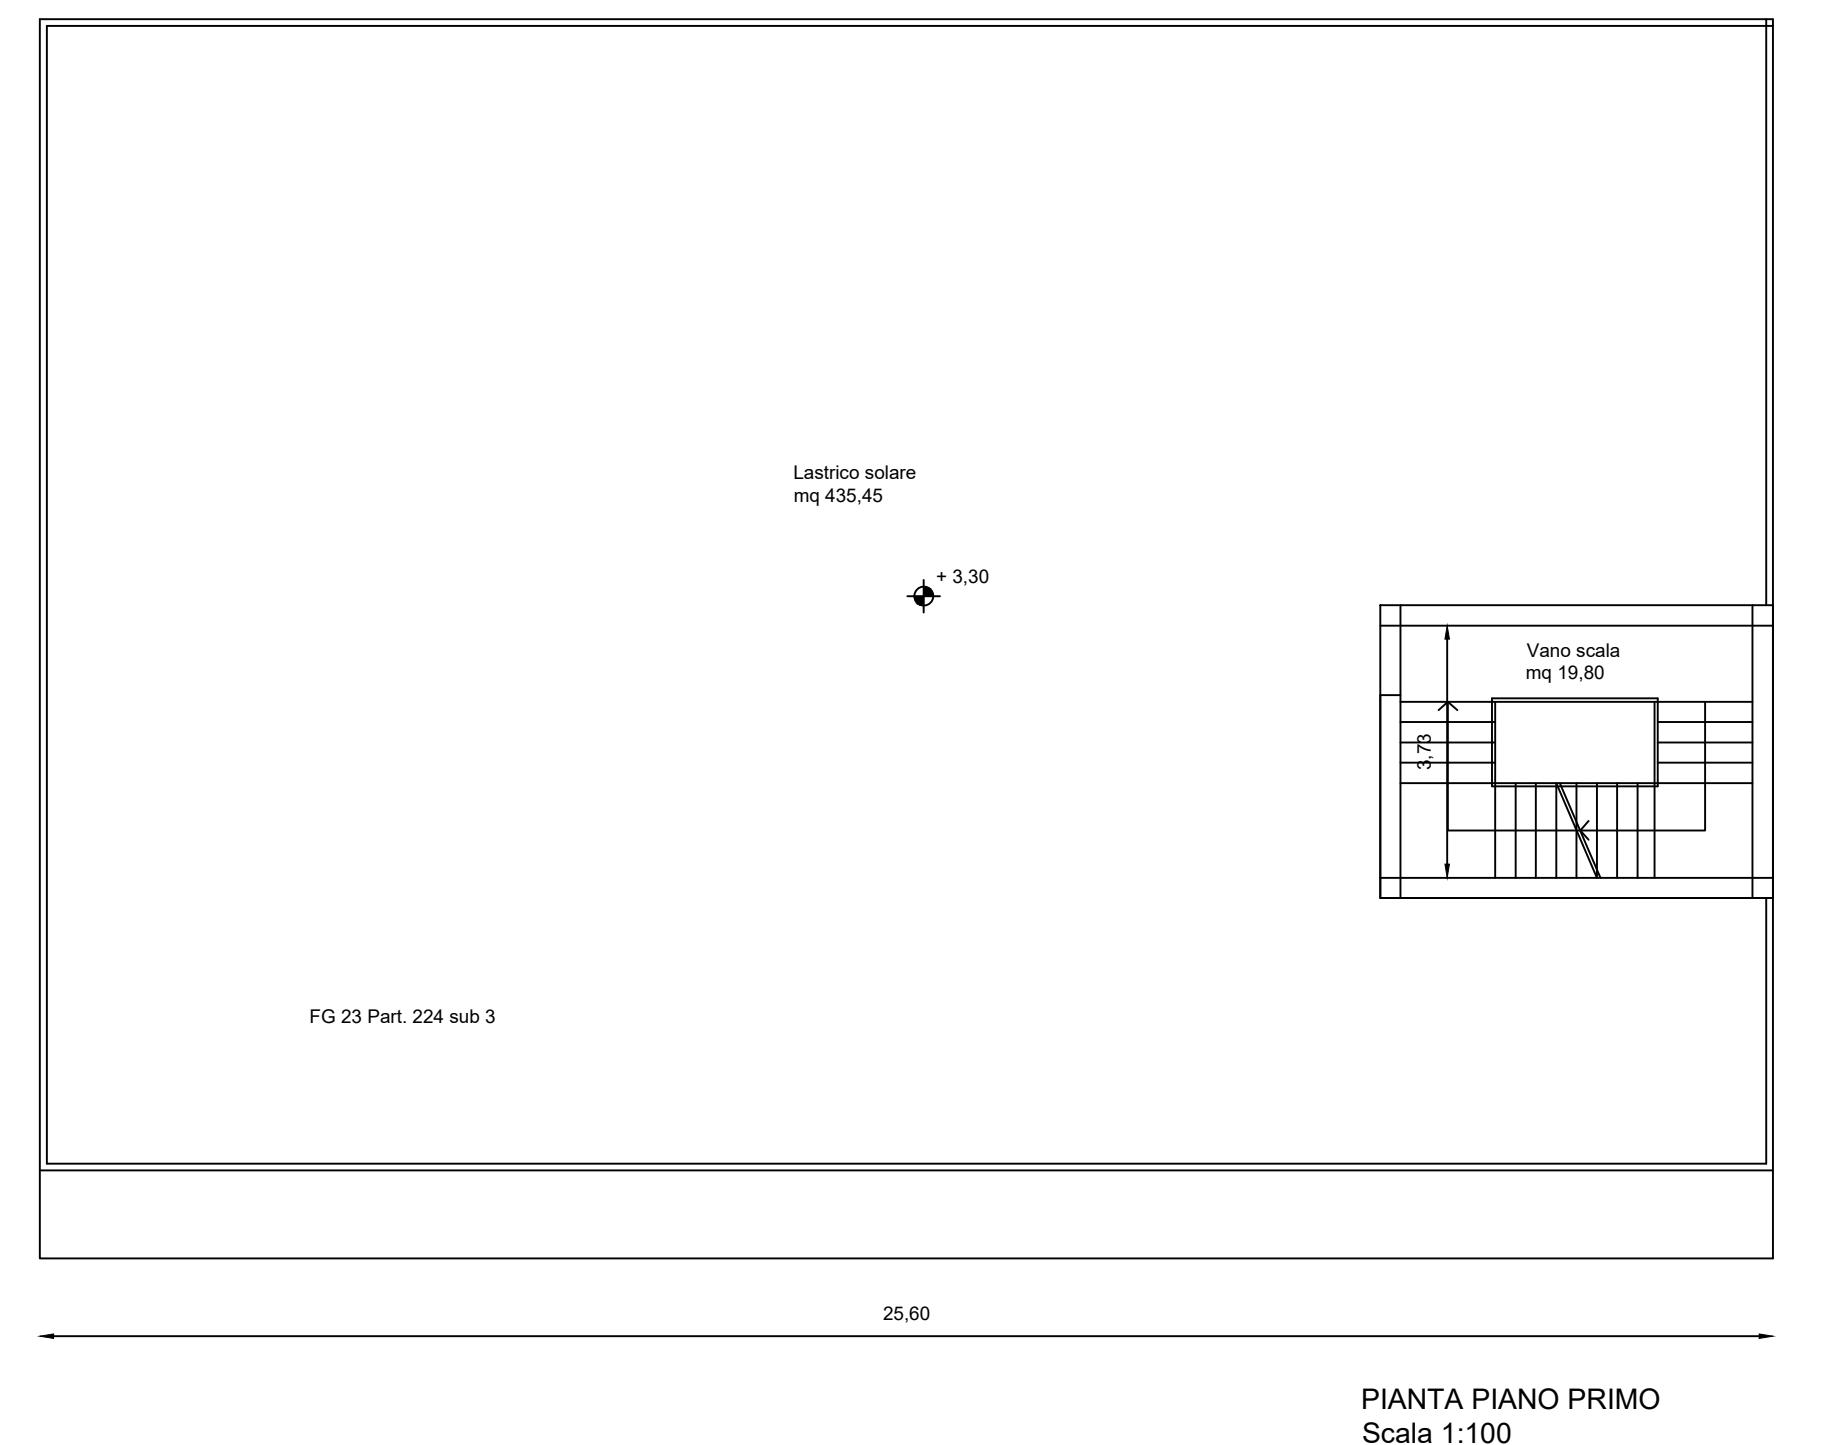 Lastrico solare
mq 435,45
+ 3,30
Vano scala
mq 19,80
3,73
FG 23 Part. 224 sub 3
25,60
PIANTA PIANO PRIMO
Scala 1:100